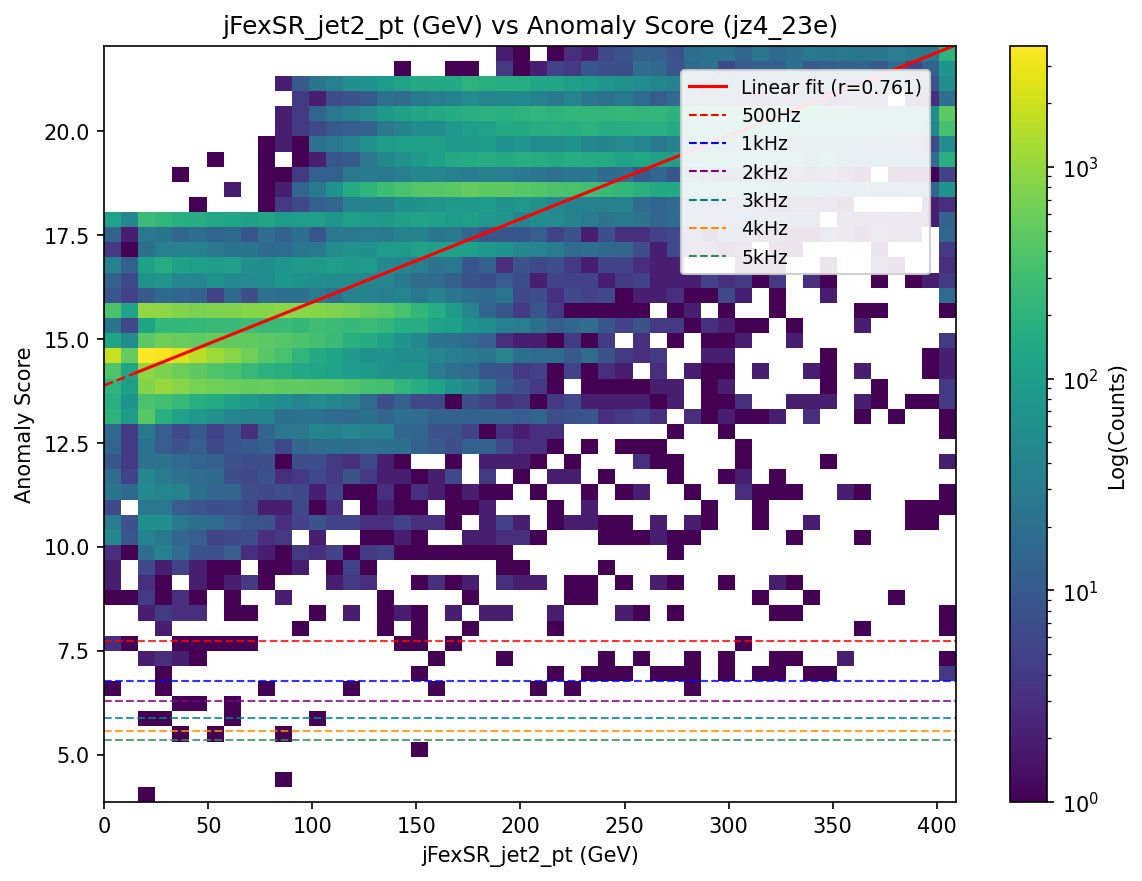 jFexSR_jet2_pt (GeV) vs Anomaly Score (jz4_23e)
Anomaly Score
20.0
17.5
15.0
12.5
10.0
7.5
5.0
Linear fit (r=0.761)
500Hz
1kHz
2kHz
3kHz
4kHz
5kHz
0 50 100 150 200 250 300 350 400
jFexSR_jet2_pt (GeV)
10³
10²
10¹
10⁰
Log(Counts)